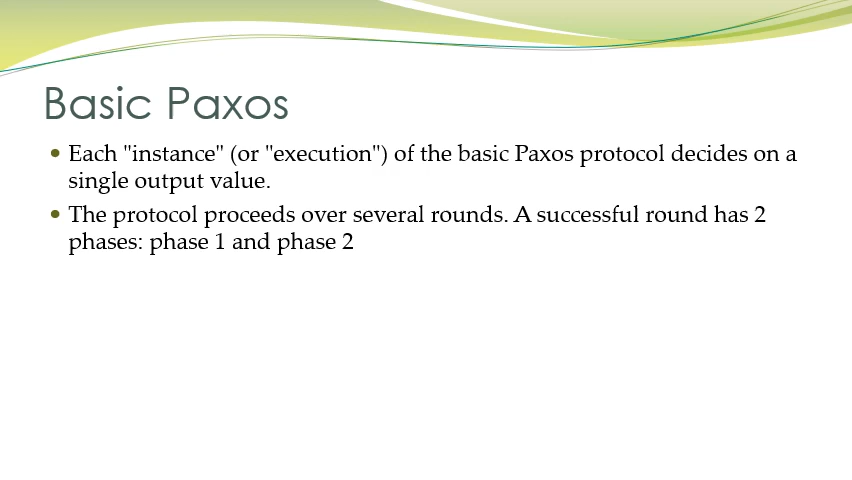 Basic Paxos
• Each "instance" (or "execution") of the basic Paxos protocol decides on a
single output value.
• The protocol proceeds over several rounds. A successful round has 2
phases: phase 1 and phase 2